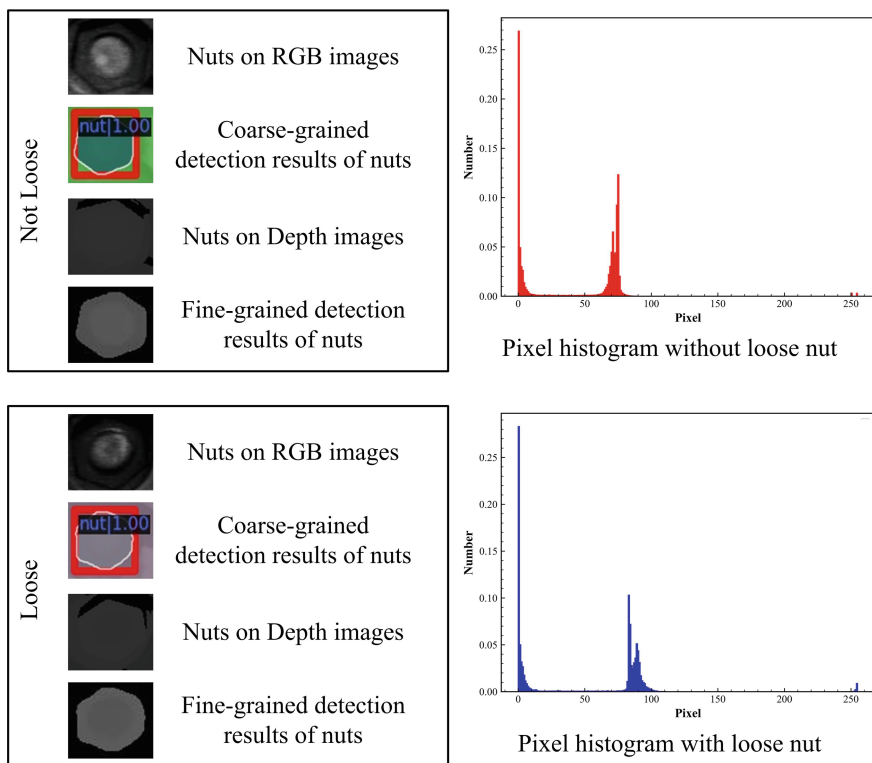 Not Loose
Nuts on RGB images
nut|1.00
Coarse-grained
detection results of nuts
Nuts on Depth images
Fine-grained detection
results of nuts
Number
0.25
0.20
0.15
0.10
0.05
0.00
0 50 100 150 200 250
Pixel
Pixel histogram without loose nut
Loose
Nuts on RGB images
nut|1.00
Coarse-grained
detection results of nuts
Nuts on Depth images
Fine-grained detection
results of nuts
Number
0.25
0.20
0.15
0.10
0.05
0.00
0 50 100 150 200 250
Pixel
Pixel histogram with loose nut